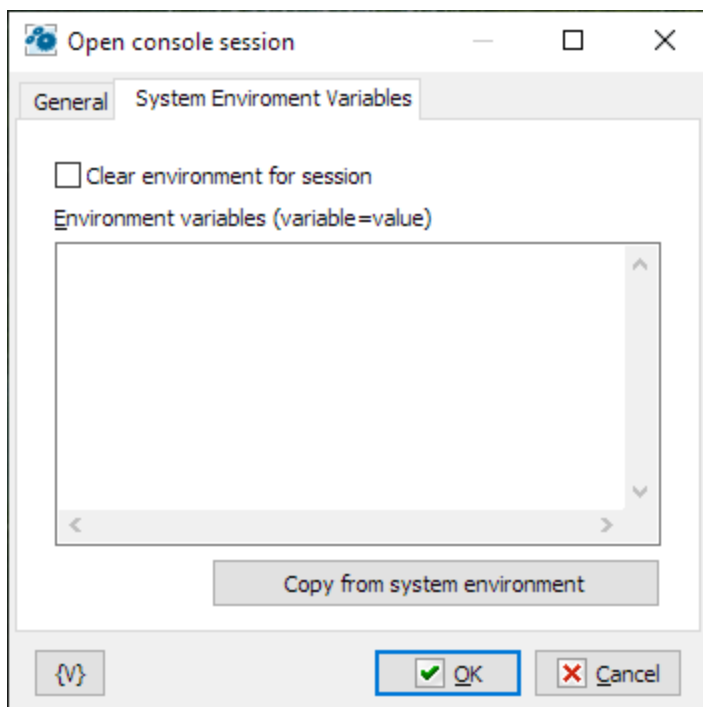 Open console session
General
System Enviroment Variables
Clear environment for session
Environment variables (variable=value)
Copy from system environment
{V}
OK
Cancel